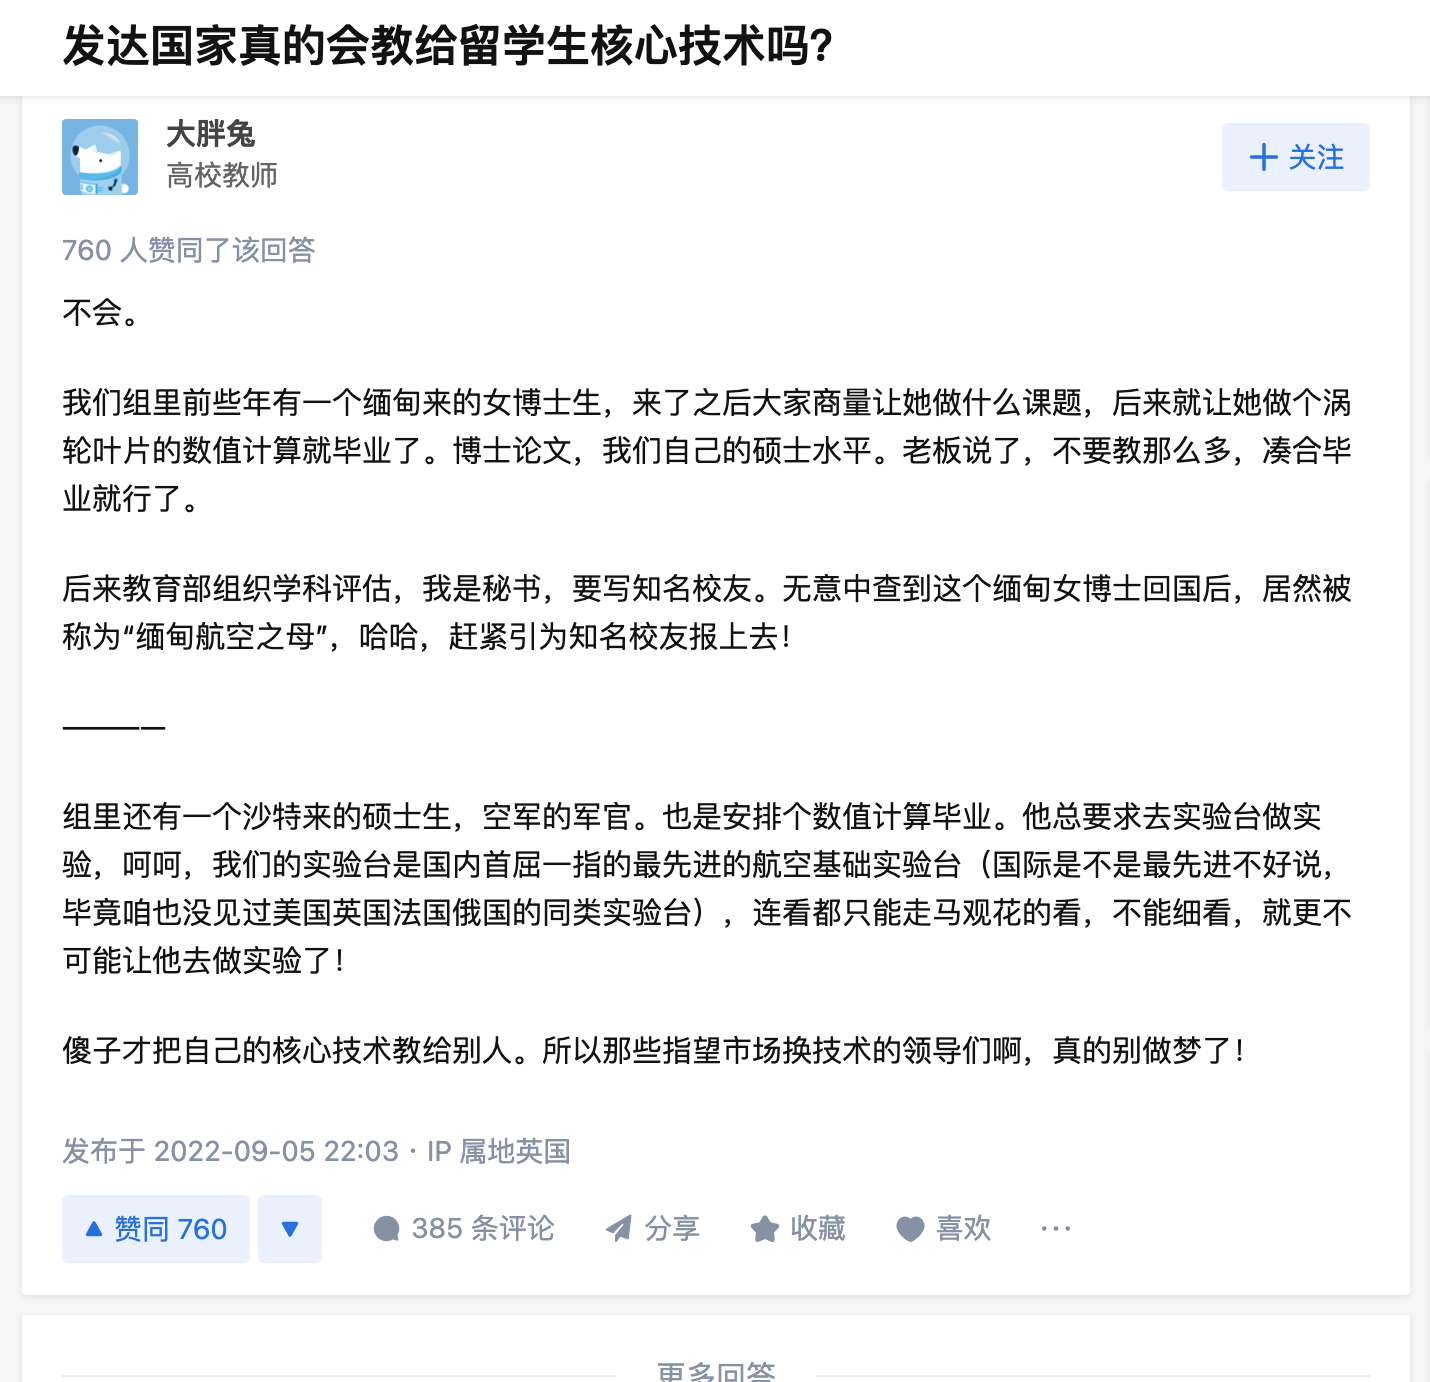 发达国家真的会教给留学生核心技术吗?
大胖兔
高校教师
+ 关注
760 人赞同了该回答
不会。
我们组里前些年有一个缅甸来的女博士生，来了之后大家商量让她做什么课题，后来就让她做个涡
轮叶片的数值计算就毕业了。博士论文，我们自己的硕士水平。老板说了，不要教那么多，凑合毕
业就行了。
后来教育部组织学科评估，我是秘书，要写知名校友。无意中查到这个缅甸女博士回国后，居然被
称为“缅甸航空之母”，哈哈，赶紧引为知名校友报上去！
————
组里还有一个沙特来的硕士生，空军的军官。也是安排个数值计算毕业。他总要求去实验台做实
验，呵呵，我们的实验台是国内首屈一指的最先进的航空基础实验台（国际是不是最先进不好说，
毕竟咱也没见过美国英国法国俄国的同类实验台），连看都只能走马观花的看，不能细看，就更不
可能让他去做实验了！
傻子才把自己的核心技术教给别人。所以那些指望市场换技术的领导们啊，真的别做梦了！
发布于 2022-09-05 22:03 · IP 属地英国
▲ 赞同 760 ▼ 385 条评论 分享 收藏 喜欢 ···
更多回答